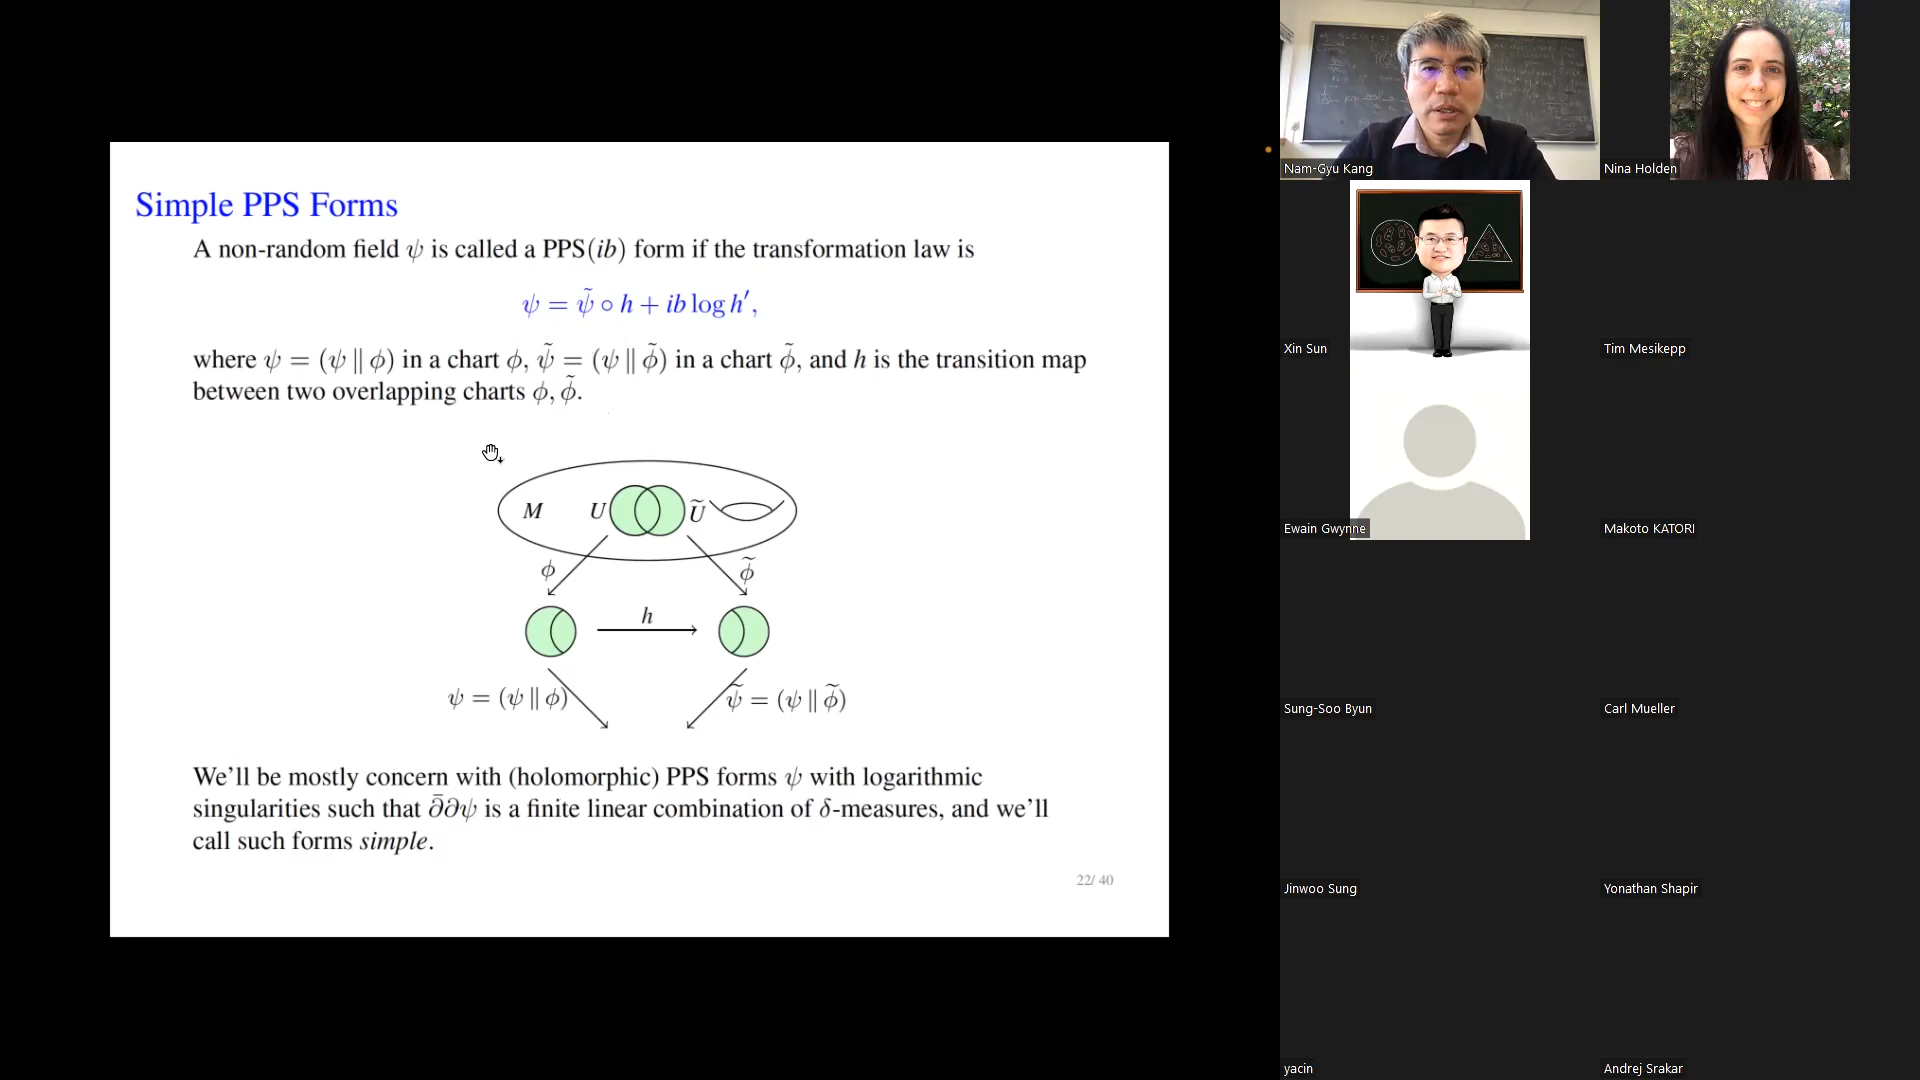 Simple PPS Forms
A non-random field ψ is called a PPS(ib) form if the transformation law is
ψ = ψ̃ ∘ h + ib log h′,
where ψ = (ψ ∥ ϕ) in a chart ϕ, ψ̃ = (ψ ∥ ϕ̃) in a chart ϕ̃, and h is the transition map
between two overlapping charts ϕ, ϕ̃.
M U Ũ
ϕ ϕ̃
h
ψ = (ψ ∥ ϕ) ψ̃ = (ψ ∥ ϕ̃)
We'll be mostly concern with (holomorphic) PPS forms ψ with logarithmic
singularities such that ∂̄∂ψ is a finite linear combination of δ-measures, and we'll
call such forms simple.
22/ 40
Nam-Gyu Kang
Nina Holden
Xin Sun
Tim Mesikepp
Ewain Gwynne
Makoto KATORI
Sung-Soo Byun
Carl Mueller
Jinwoo Sung
Yonathan Shapir
yacin
Andrej Srakar